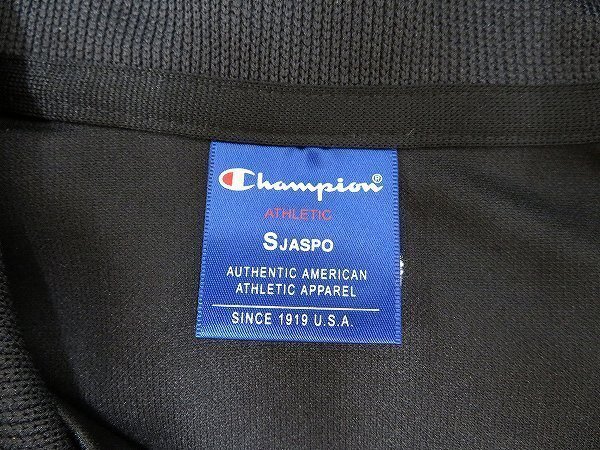 Champion®
ATHLETIC
SJASPO
AUTHENTIC AMERICAN
ATHLETIC APPAREL
SINCE 1919 U.S.A.